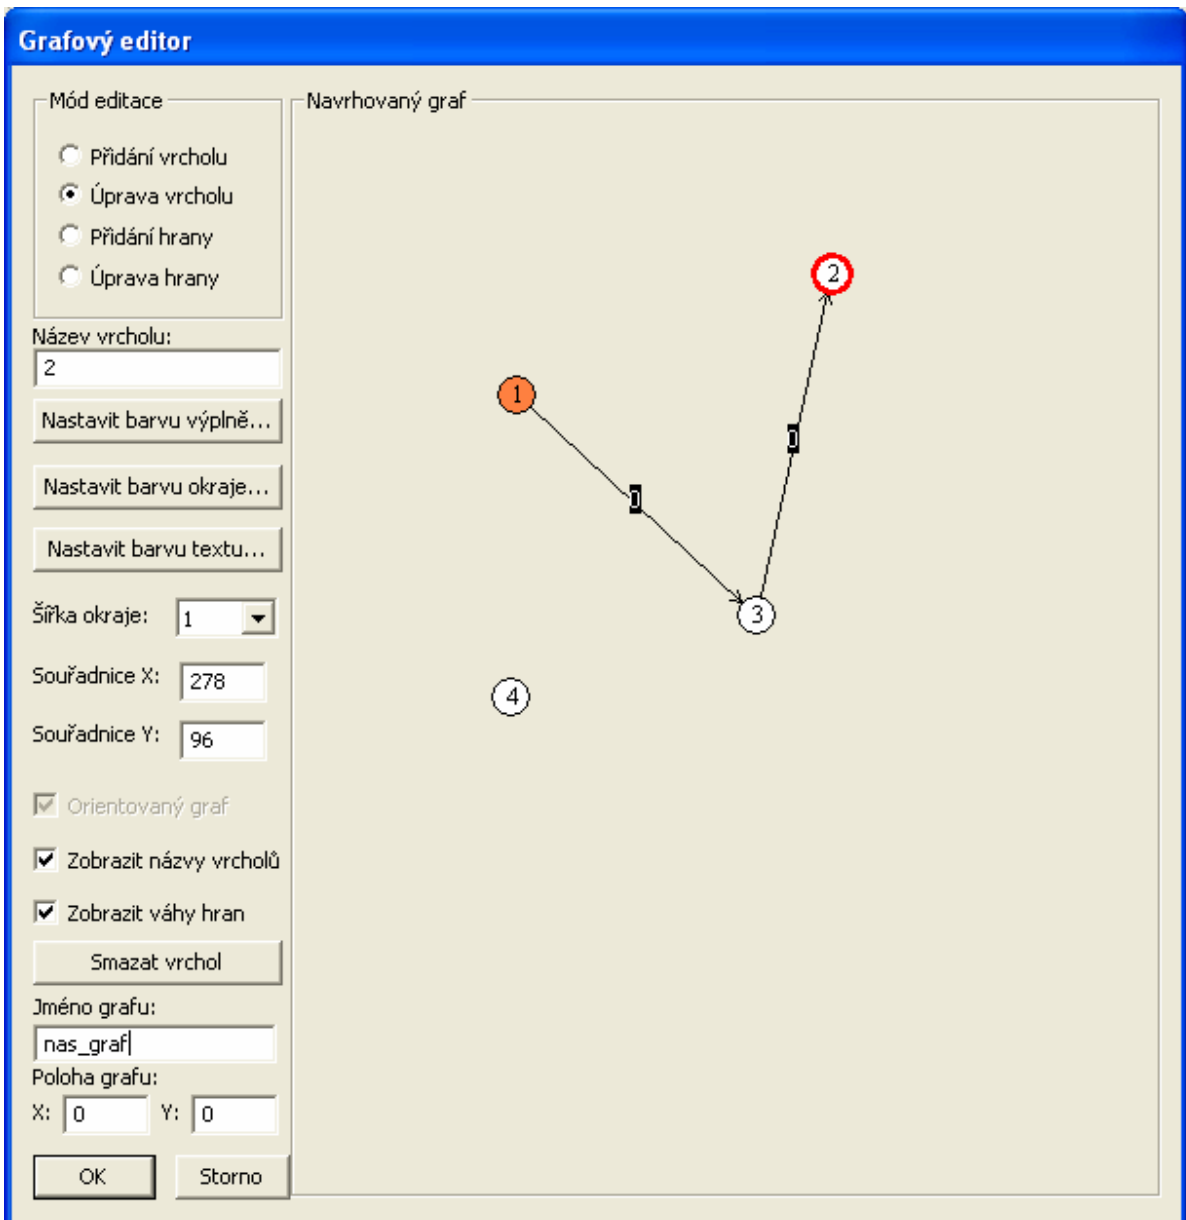 Grafový editor
Mód editace
Přidání vrcholu
Úprava vrcholu
Přidání hrany
Úprava hrany
Název vrcholu:
2
Nastavit barvu výplně...
Nastavit barvu okraje...
Nastavit barvu textu...
Šířka okraje: 1
Souřadnice X: 278
Souřadnice Y: 96
Orientovaný graf
Zobrazit názvy vrcholů
Zobrazit váhy hran
Smazat vrchol
Jméno grafu:
nas_graf
Poloha grafu:
X: 0 Y: 0
OK Storno
Navrhovaný graf
2
1
0
0
3
4